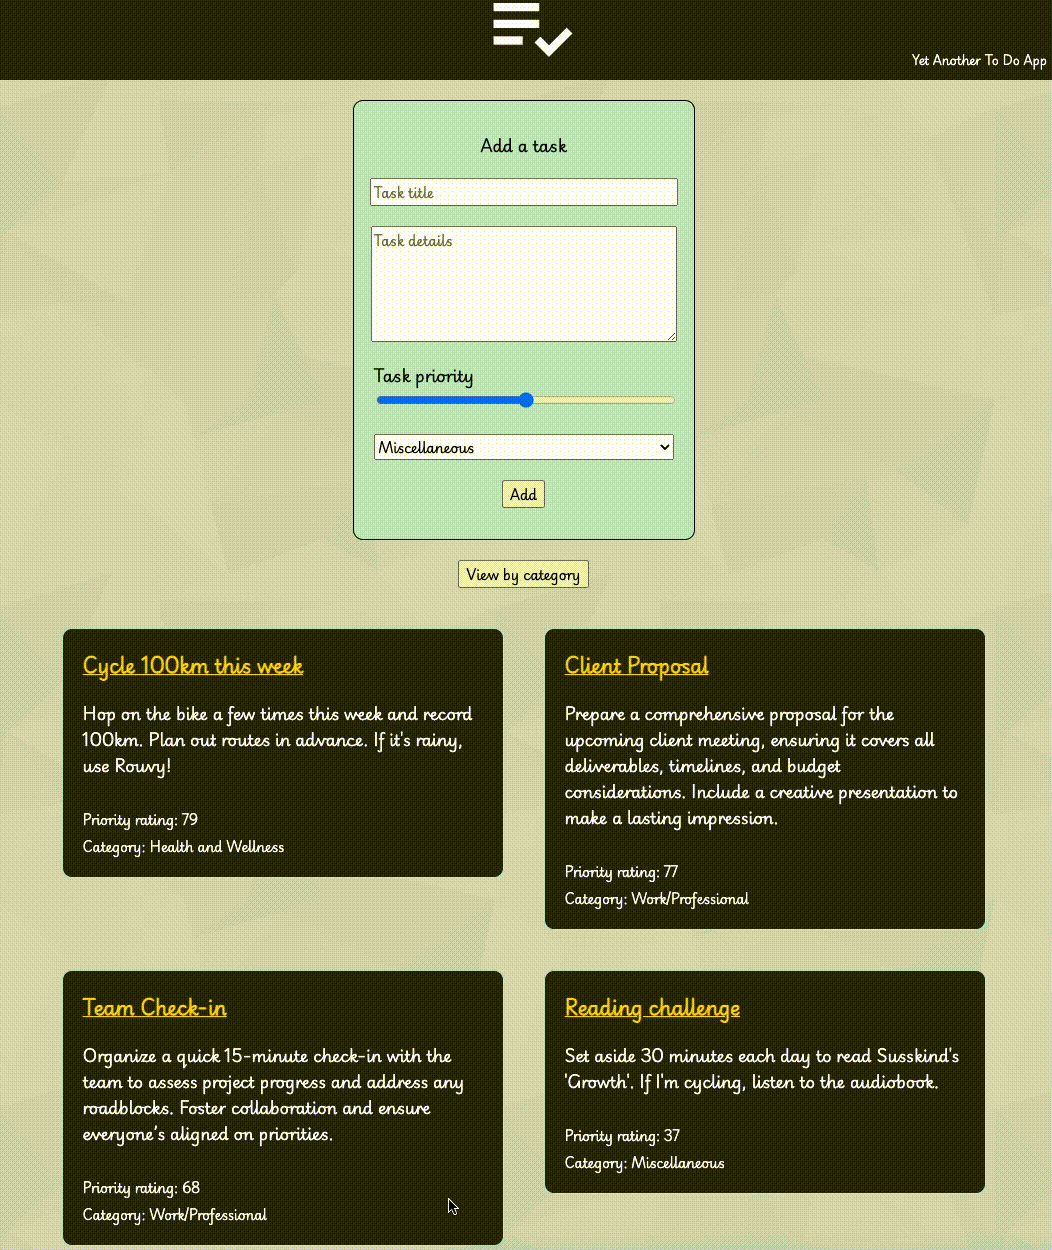 Yet Another To Do App
Add a task
Task title
Task details
Task priority
Miscellaneous
Add
View by category
Cycle 100km this week
Hop on the bike a few times this week and record
100km. Plan out routes in advance. If it's rainy,
use Rouvy!
Priority rating: 79
Category: Health and Wellness
Client Proposal
Prepare a comprehensive proposal for the
upcoming client meeting, ensuring it covers all
deliverables, timelines, and budget
considerations. Include a creative presentation to
make a lasting impression.
Priority rating: 77
Category: Work/Professional
Team Check-in
Organize a quick 15-minute check-in with the
team to assess project progress and address any
roadblocks. Foster collaboration and ensure
everyone's aligned on priorities.
Priority rating: 68
Category: Work/Professional
Reading challenge
Set aside 30 minutes each day to read Susskind's
'Growth'. If I'm cycling, listen to the audiobook.
Priority rating: 37
Category: Miscellaneous